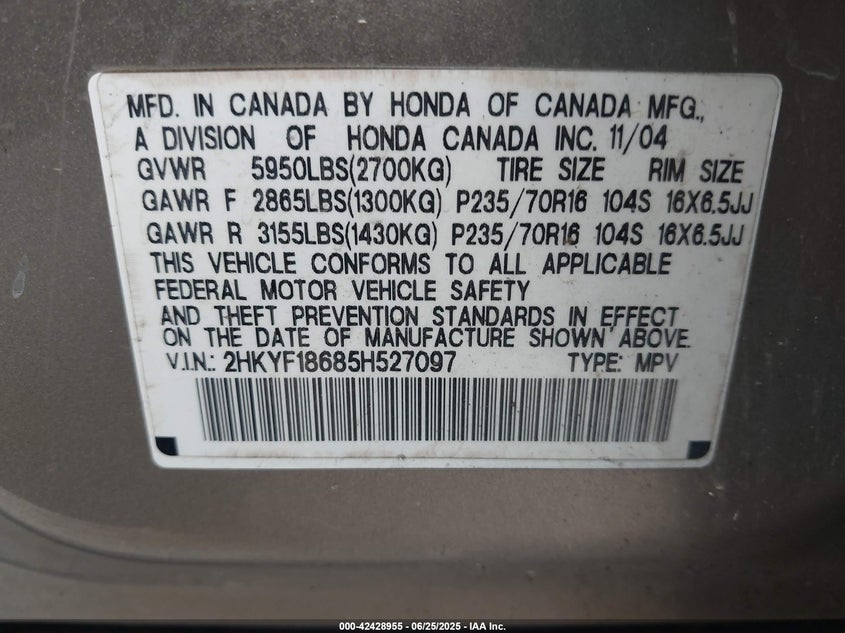 MFD. IN CANADA BY HONDA OF CANADA MFG.,
A DIVISION OF HONDA CANADA INC. 11/04
GVWR 5950LBS(2700KG) TIRE SIZE RIM SIZE
GAWR F 2865LBS(1300KG) P235/70R16 104S 16X6.5JJ
GAWR R 3155LBS(1430KG) P235/70R16 104S 16X6.5JJ
THIS VEHICLE CONFORMS TO ALL APPLICABLE
FEDERAL MOTOR VEHICLE SAFETY
AND THEFT PREVENTION STANDARDS IN EFFECT
ON THE DATE OF MANUFACTURE SHOWN ABOVE.
V.I.N.: 2HKYF18685H527097 TYPE: MPV
000-42428955 - 06/25/2025 - IAA Inc.